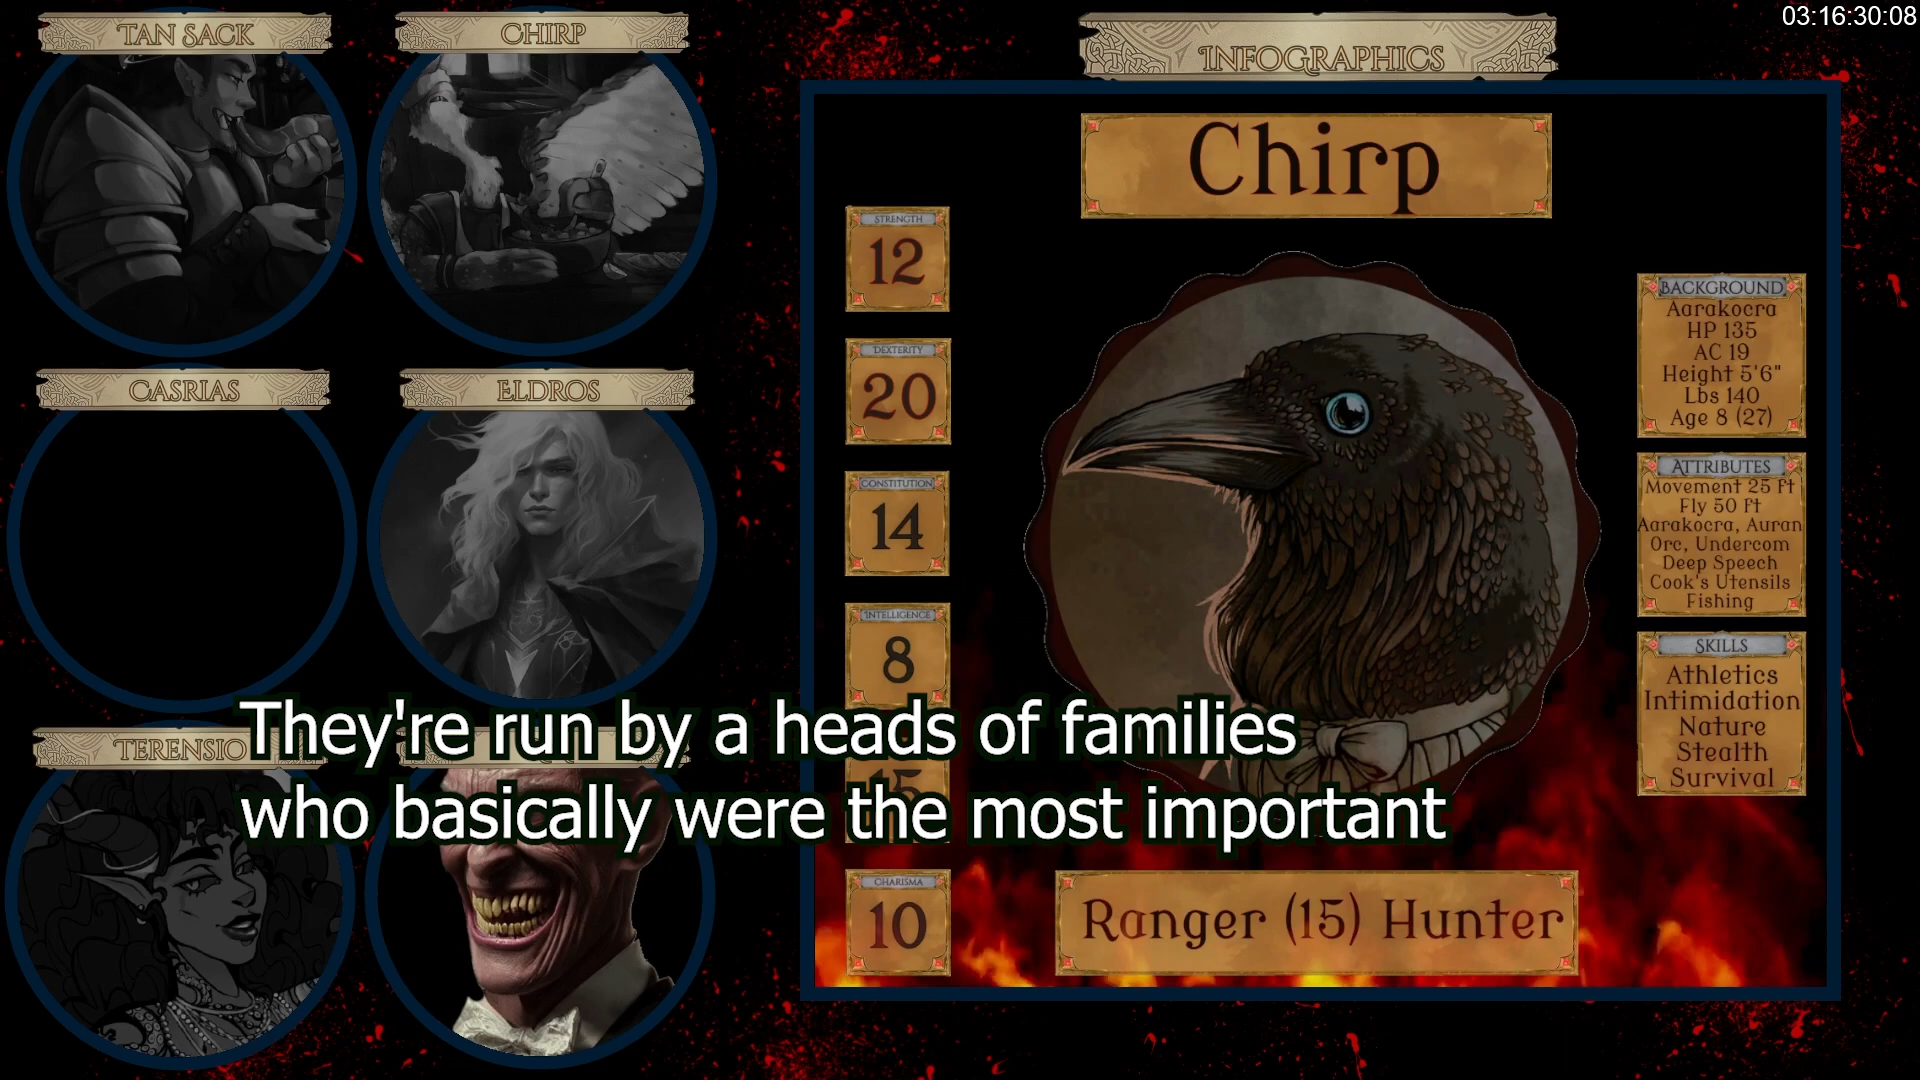 03:16:30:08
TAN SACK
CHIRP
INFOGRAPHICS
Chirp
STRENGTH
12
DEXTERITY
20
CONSTITUTION
14
INTELLIGENCE
8
15
CHARISMA
10
BACKGROUND
Aarakocra
HP 135
AC 19
Height 5'6"
Lbs 140
Age 8 (27)
ATTRIBUTES
Movement 25 ft
Fly 50 ft
Aarakocra, Auran
Orc, Undercom
Deep Speech
Cook's Utensils
Fishing
SKILLS
Athletics
Intimidation
Nature
Stealth
Survival
CASRIAS
ELDROS
TERENSIO
They're run by a heads of families
who basically were the most important
Ranger (15) Hunter